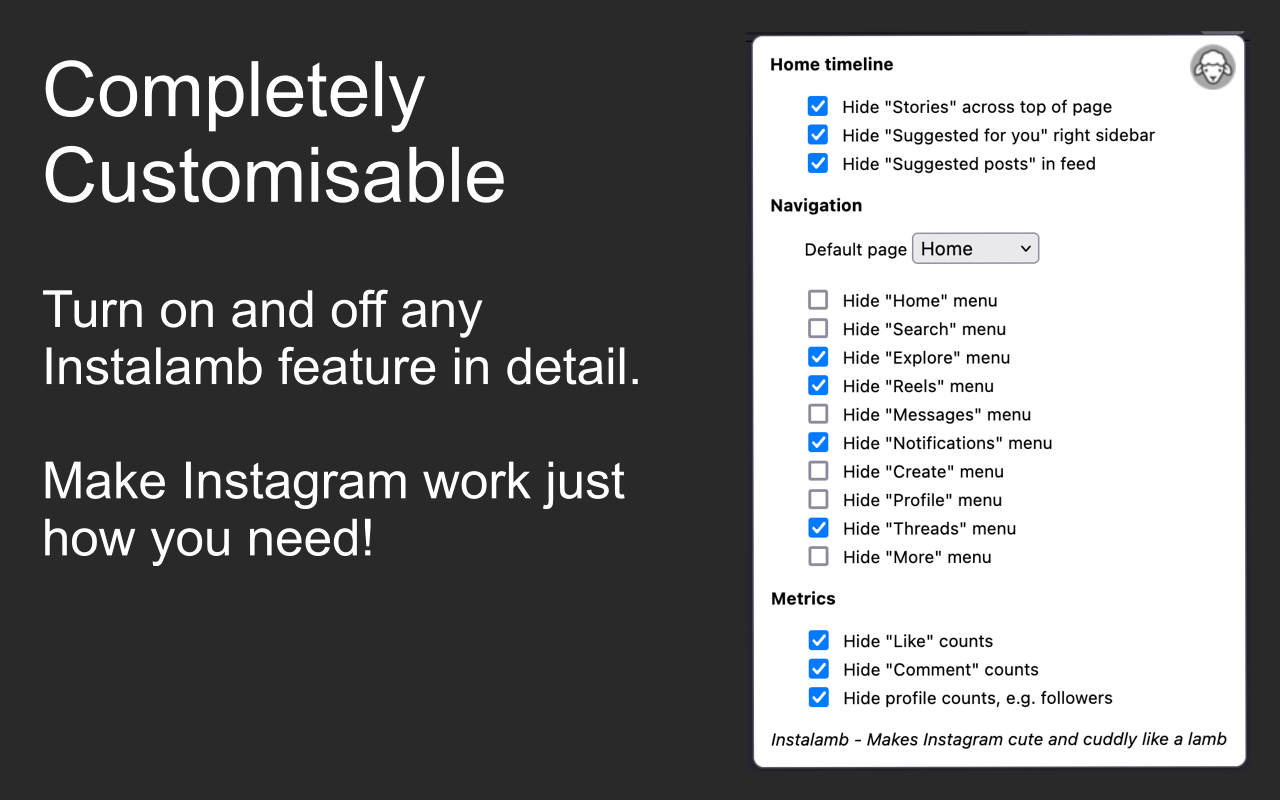 Completely
Customisable
Turn on and off any
Instalamb feature in detail.
Make Instagram work just
how you need!
Home timeline
Hide "Stories" across top of page
Hide "Suggested for you" right sidebar
Hide "Suggested posts" in feed
Navigation
Default page Home
Hide "Home" menu
Hide "Search" menu
Hide "Explore" menu
Hide "Reels" menu
Hide "Messages" menu
Hide "Notifications" menu
Hide "Create" menu
Hide "Profile" menu
Hide "Threads" menu
Hide "More" menu
Metrics
Hide "Like" counts
Hide "Comment" counts
Hide profile counts, e.g. followers
Instalamb - Makes Instagram cute and cuddly like a lamb